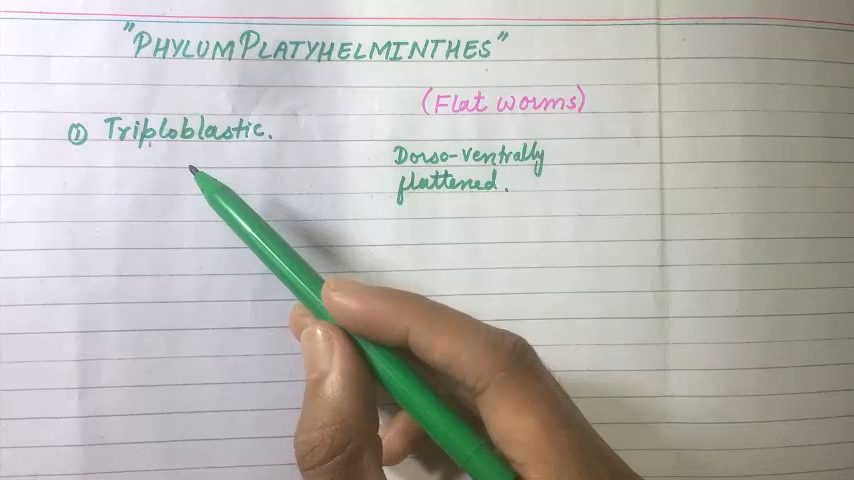 "PHYLUM PLATYHELMINTHES"
(Flat worms)
① Triploblastic.
Dorso-ventrally
flattened.